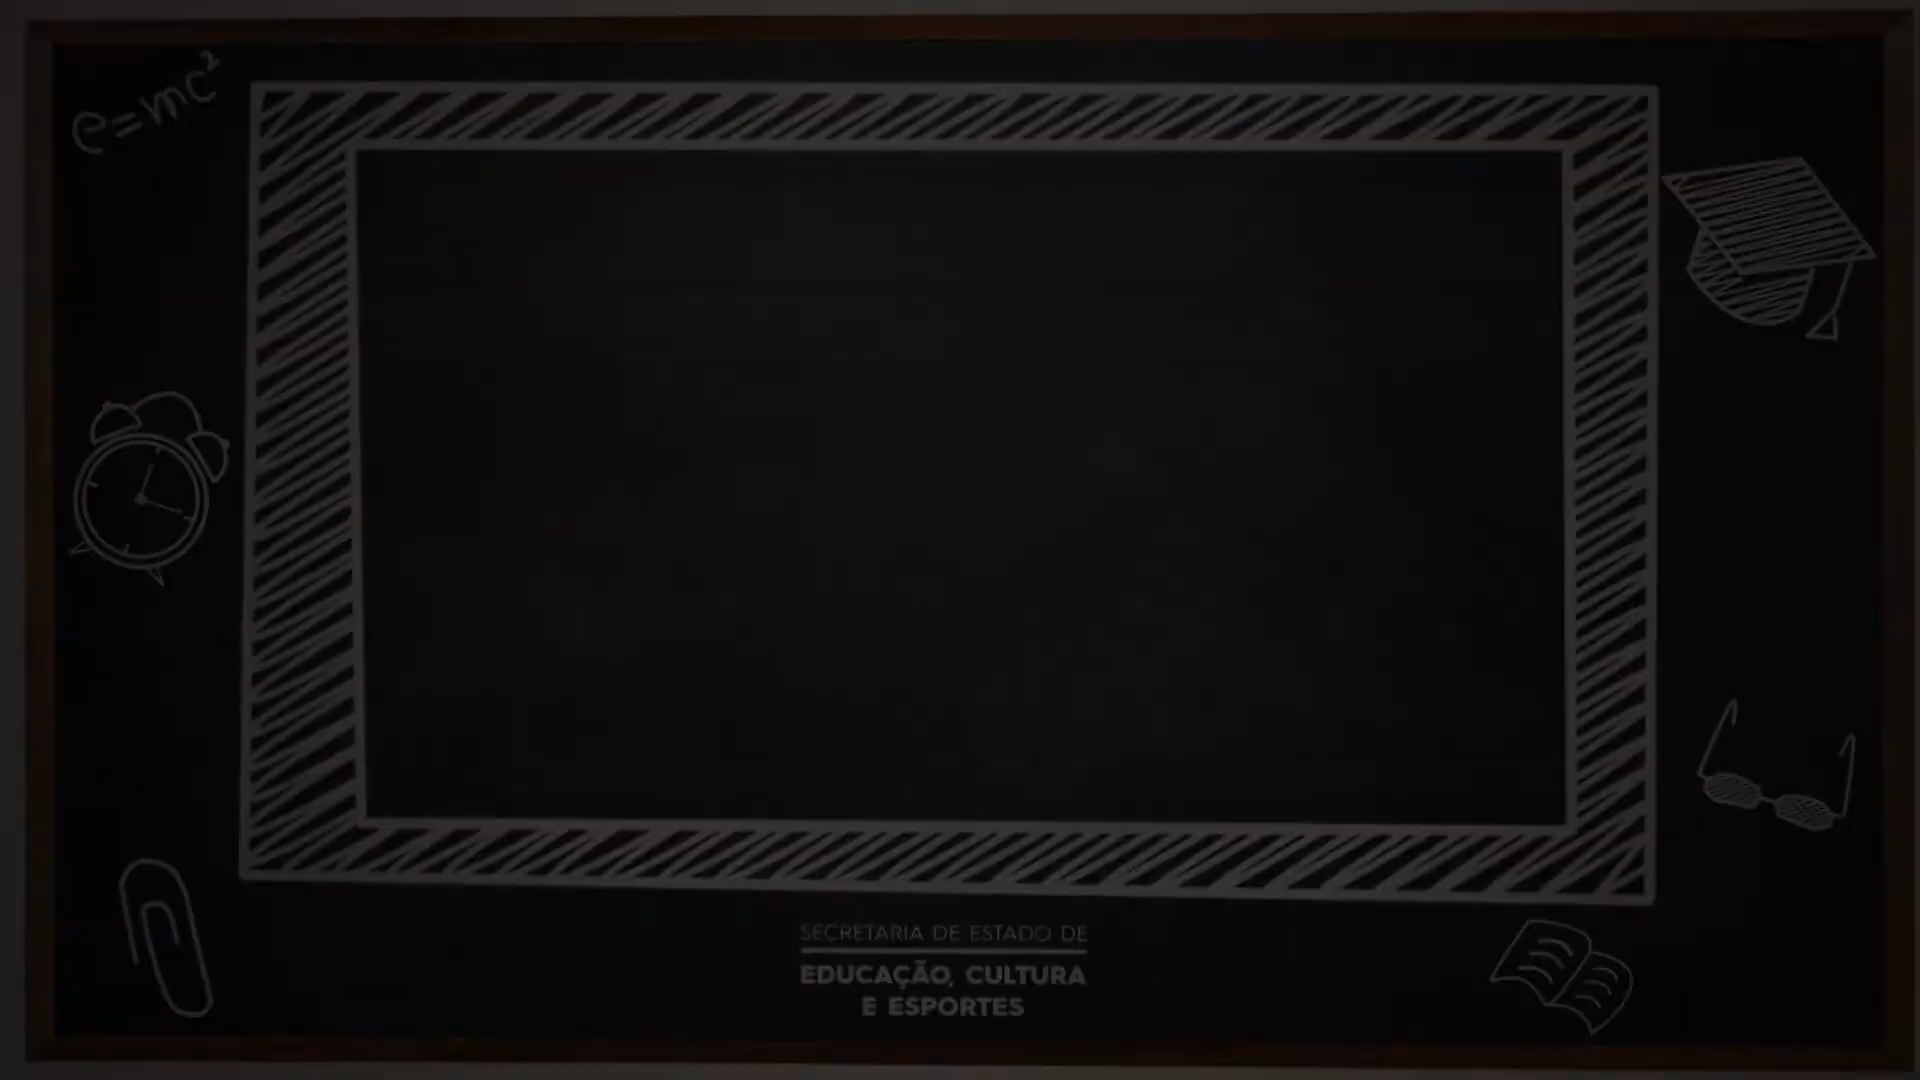 e=mc²
SECRETARIA DE ESTADO DE
EDUCAÇÃO, CULTURA
E ESPORTES